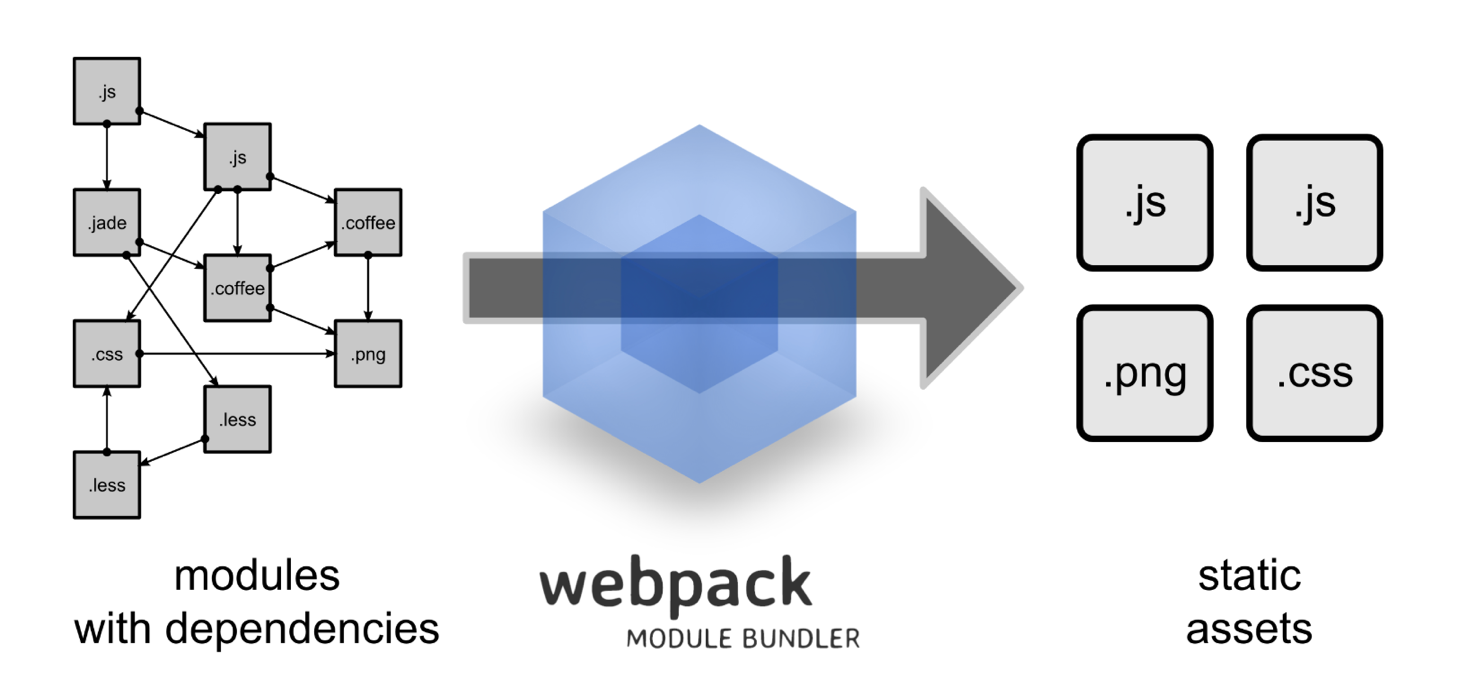 .js
.js
.jade
.coffee
.coffee
.css
.png
.less
.less
modules
with dependencies
webpack
MODULE BUNDLER
.js
.js
.png
.css
static
assets